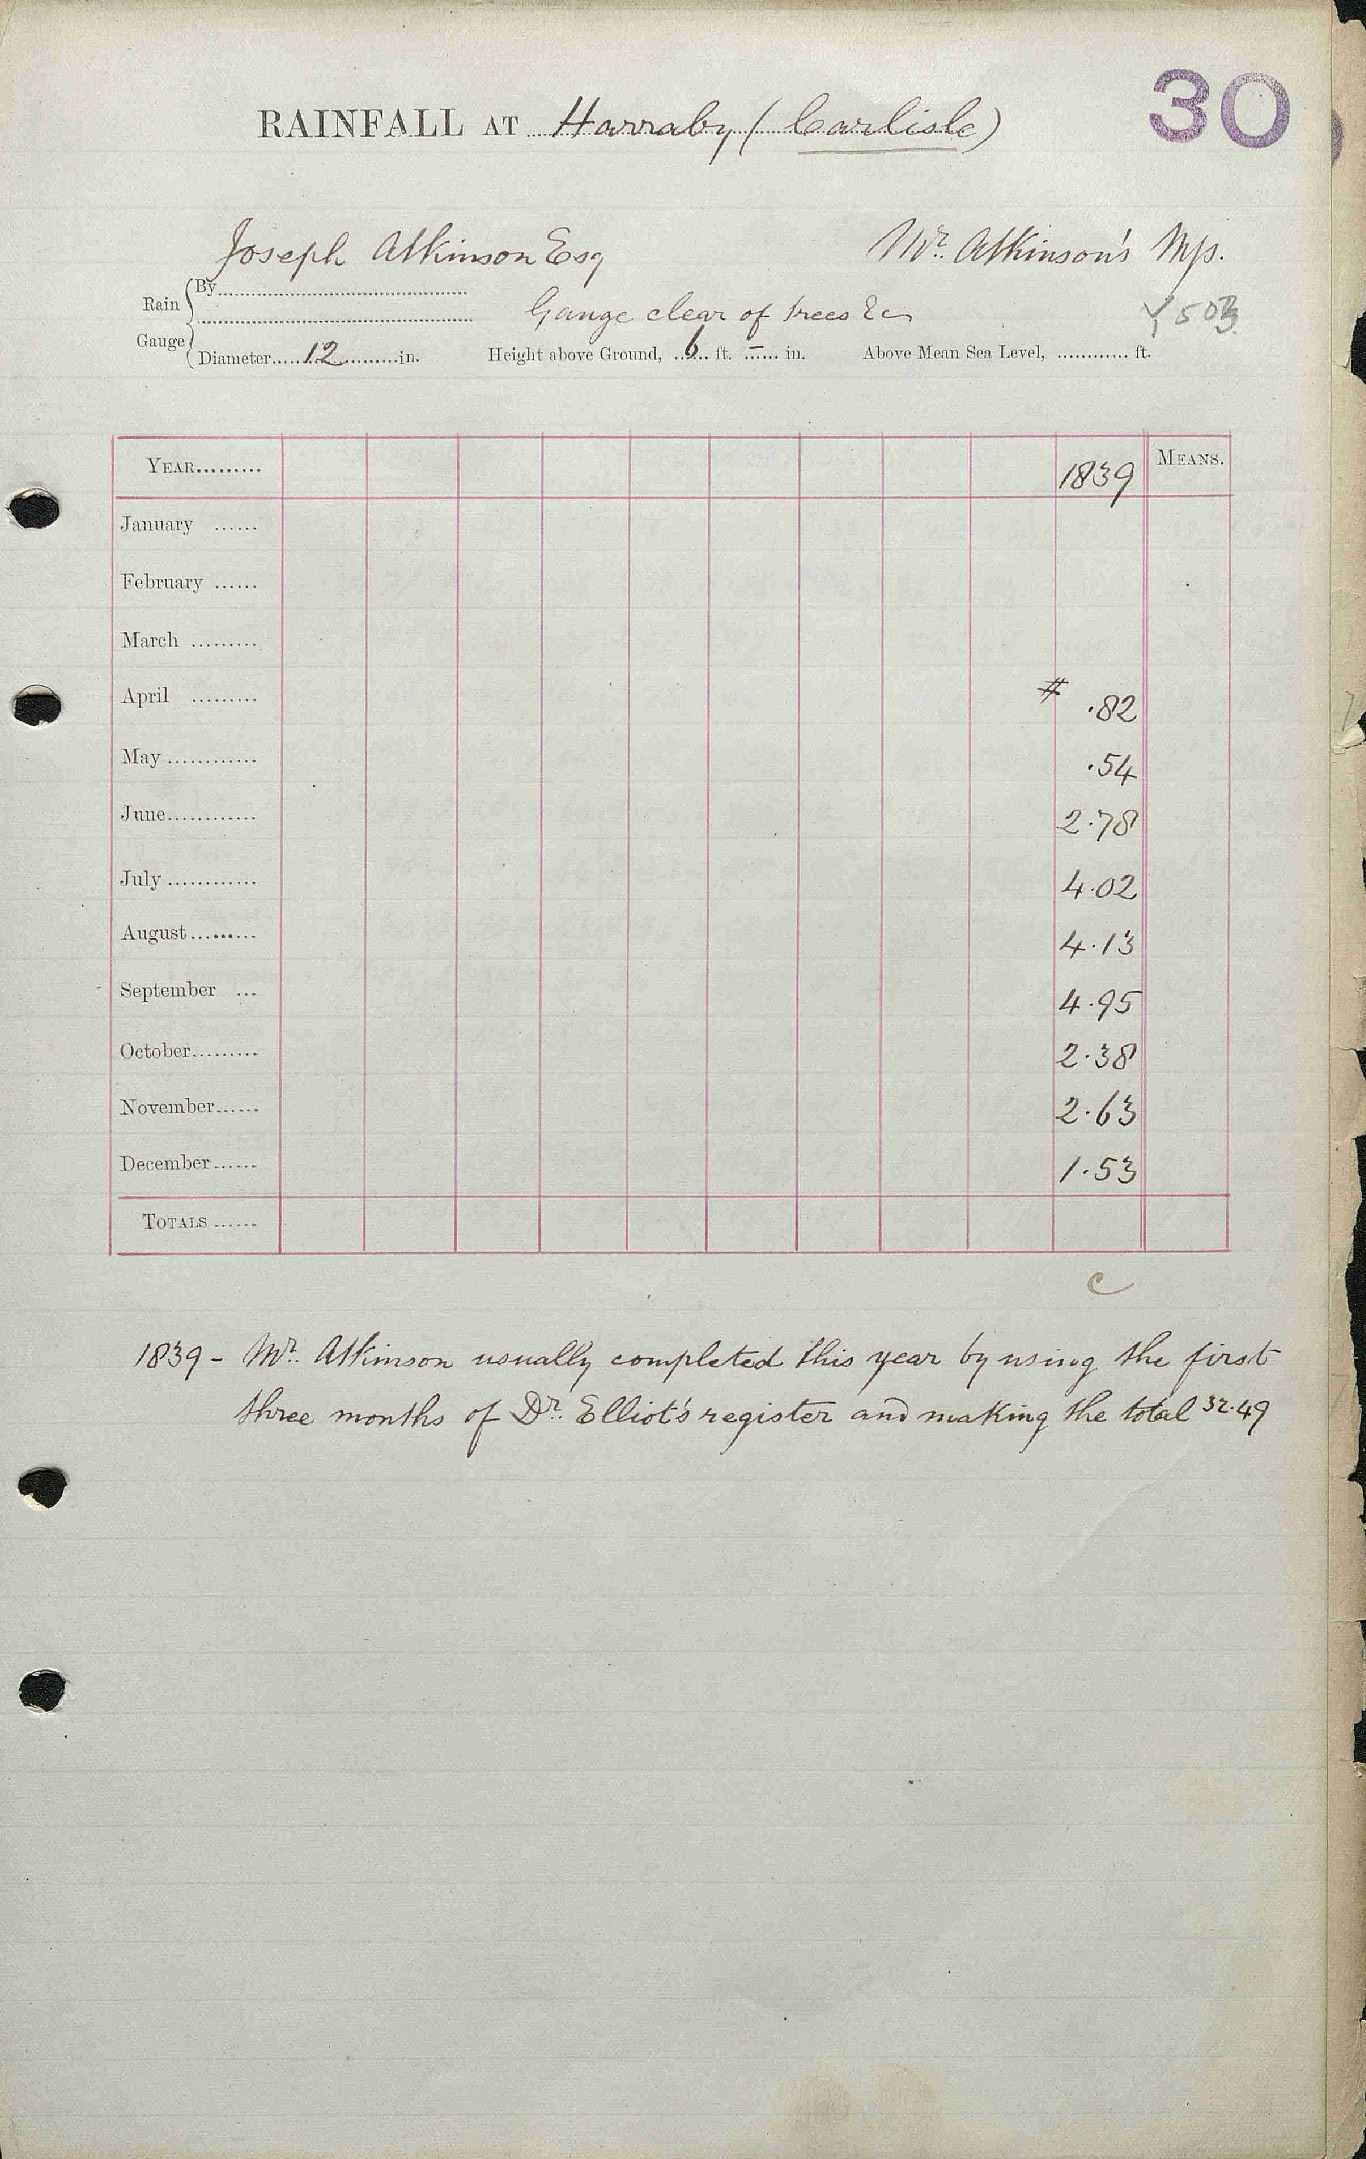 30
RAINFALL AT Harraby (Carlisle)
Joseph Atkinson Esq Mr. Atkinson's Mss.
Rain Gauge { By
Gauge clear of trees &c
Diameter 12 in. Height above Ground, 6 ft. – in. Above Mean Sea Level, ft.
YEAR 1839 MEANS.
January
February
March
April # .82
May .54
June 2.78
July 4.02
August 4.13
September 4.95
October 2.38
November 2.63
December 1.53
TOTALS
C
1839 – Mr. Atkinson usually completed this year by using the first
three months of Dr. Elliot's register and making the total 32.49